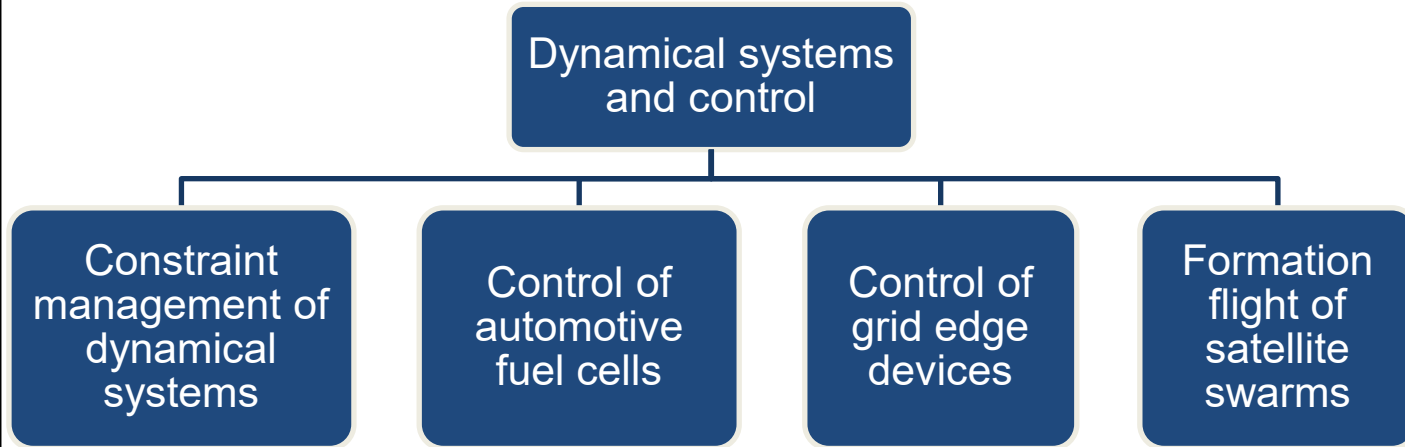 Dynamical systems
and control
Constraint
management of
dynamical
systems
Control of
automotive
fuel cells
Control of
grid edge
devices
Formation
flight of
satellite
swarms